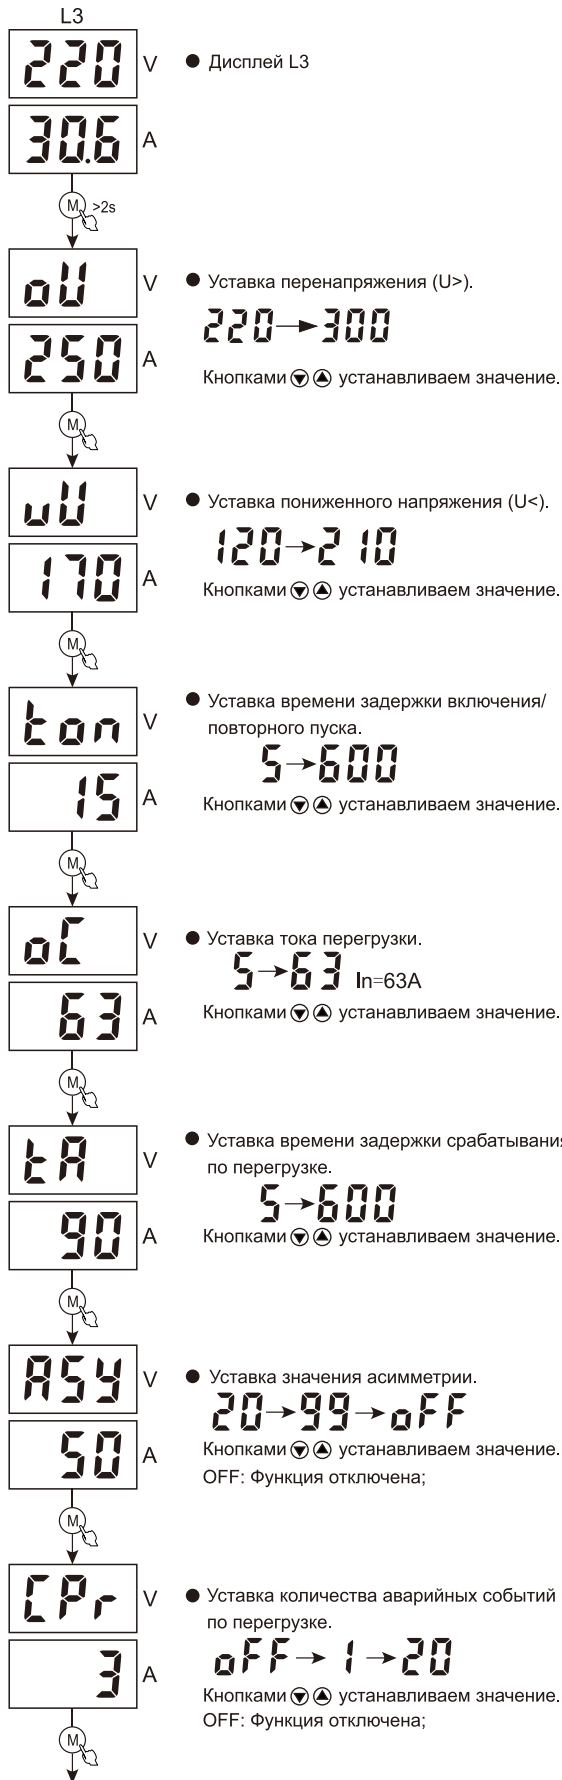 L3
220 V ● Дисплей L3
30.6 A
M >2s
oU V ● Уставка перенапряжения (U>).
220→300
250 A
Кнопками ▼ ▲ устанавливаем значение.
M
uU V ● Уставка пониженного напряжения (U<).
120→210
170 A
Кнопками ▼ ▲ устанавливаем значение.
M
ton V ● Уставка времени задержки включения/
повторного пуска.
5→600
15 A
Кнопками ▼ ▲ устанавливаем значение.
M
oC V ● Уставка тока перегрузки.
5→63 In=63A
63 A
Кнопками ▼ ▲ устанавливаем значение.
M
tA V ● Уставка времени задержки срабатывания
по перегрузке.
5→600
90 A
Кнопками ▼ ▲ устанавливаем значение.
M
ASY V ● Уставка значения асимметрии.
20→99→oFF
50 A
Кнопками ▼ ▲ устанавливаем значение.
OFF: Функция отключена;
M
CPr V ● Уставка количества аварийных событий
по перегрузке.
oFF→1→20
3 A
Кнопками ▼ ▲ устанавливаем значение.
OFF: Функция отключена;
M